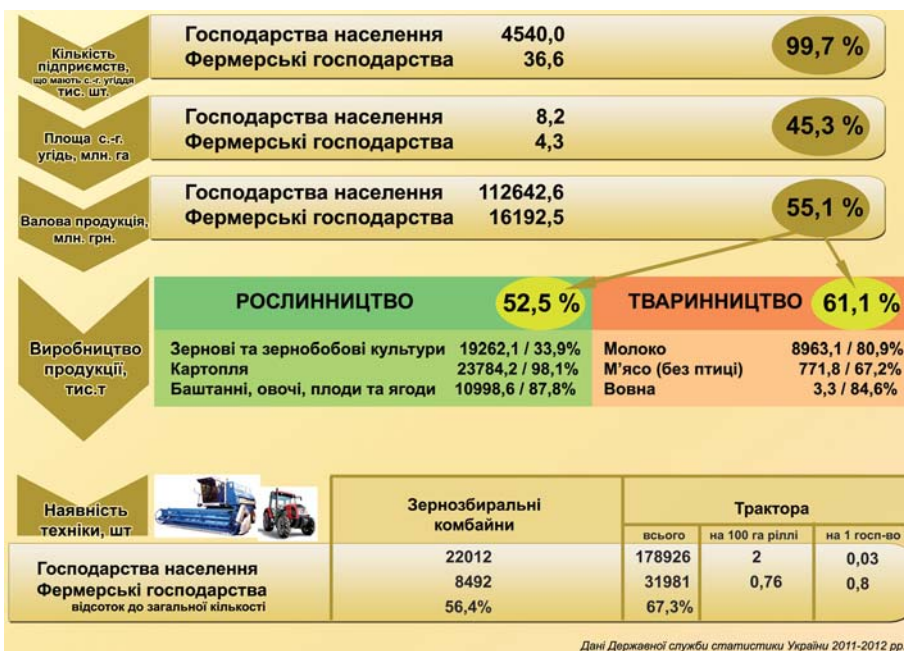 Кількість
підприємств,
що мають с.-г. угіддя
тис. шт.
Господарства населення 4540,0
Фермерські господарства 36,6
99,7 %
Площа с.-г.
угідь, млн. га
Господарства населення 8,2
Фермерські господарства 4,3
45,3 %
Валова продукція,
млн. грн.
Господарства населення 112642,6
Фермерські господарства 16192,5
55,1 %
Виробництво
продукції,
тис.т
РОСЛИННИЦТВО 52,5 %
Зернові та зернобобові культури 19262,1 / 33,9%
Картопля 23784,2 / 98,1%
Баштанні, овочі, плоди та ягоди 10998,6 / 87,8%
ТВАРИННИЦТВО 61,1 %
Молоко 8963,1 / 80,9%
М’ясо (без птиці) 771,8 / 67,2%
Вовна 3,3 / 84,6%
Наявність
техніки, шт
Зернозбиральні
комбайни
Трактора
всього на 100 га ріллі на 1 госп-во
Господарства населення 22012 178926 2 0,03
Фермерські господарства 8492 31981 0,76 0,8
відсоток до загальної кількості 56,4% 67,3%
Дані Державної служби статистики України 2011-2012 рр.